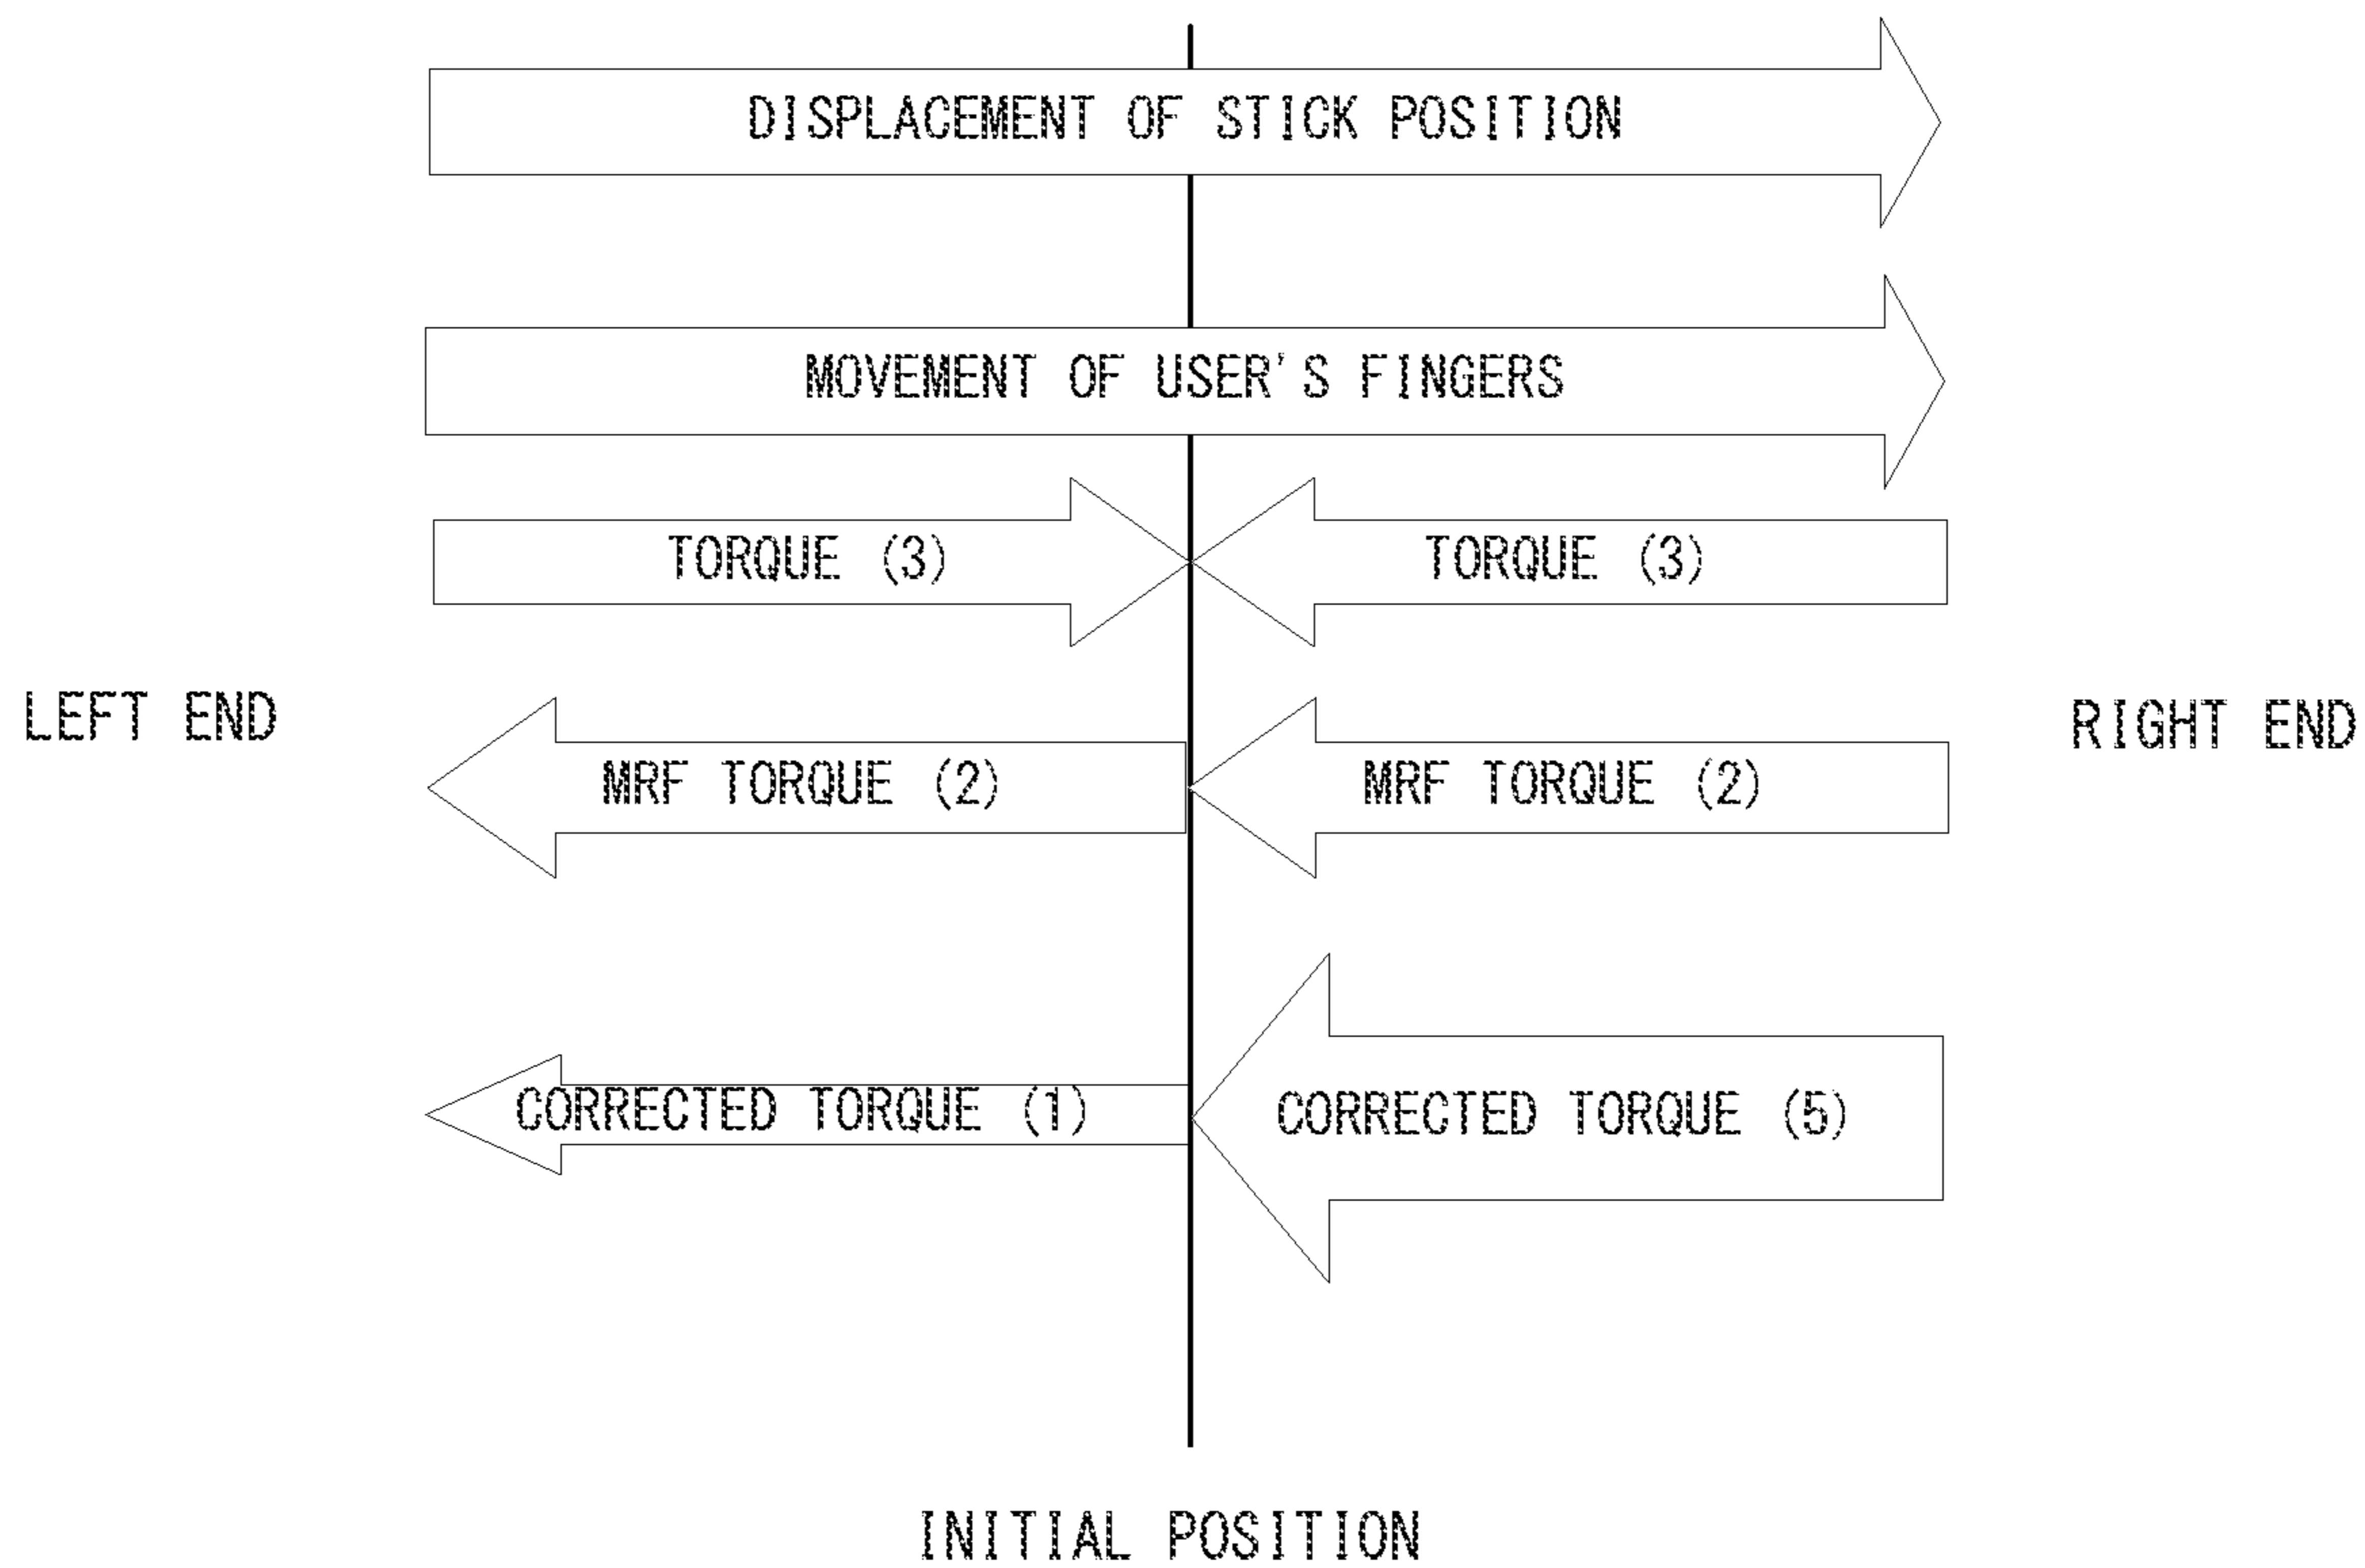 DISPLACEMENT OF STICK POSITION
MOVEMENT OF USER'S FINGERS
TORQUE (3)
TORQUE (3)
LEFT END
RIGHT END
MRF TORQUE (2)
MRF TORQUE (2)
CORRECTED TORQUE (1)
CORRECTED TORQUE (5)
INITIAL POSITION